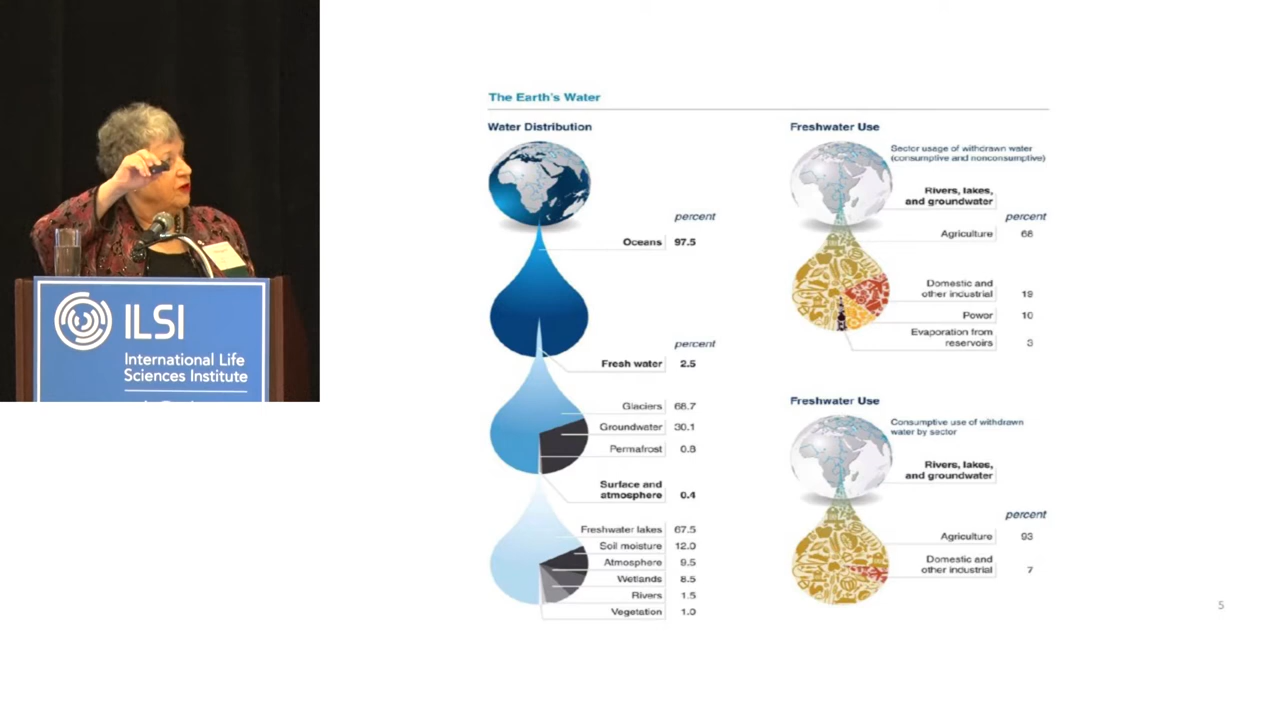 ILSI
International Life
Sciences Institute
The Earth's Water
Water Distribution
percent
Oceans 97.5
percent
Fresh water 2.5
Glaciers 68.7
Groundwater 30.1
Permafrost 0.8
Surface and
atmosphere 0.4
Freshwater lakes 67.5
Soil moisture 12.0
Atmosphere 9.5
Wetlands 8.5
Rivers 1.5
Vegetation 1.0
Freshwater Use
Sector usage of withdrawn water
(consumptive and nonconsumptive)
Rivers, lakes,
and groundwater
percent
Agriculture 68
Domestic and
other industrial 19
Power 10
Evaporation from
reservoirs 3
Freshwater Use
Consumptive use of withdrawn
water by sector
Rivers, lakes,
and groundwater
percent
Agriculture 93
Domestic and
other industrial 7
5